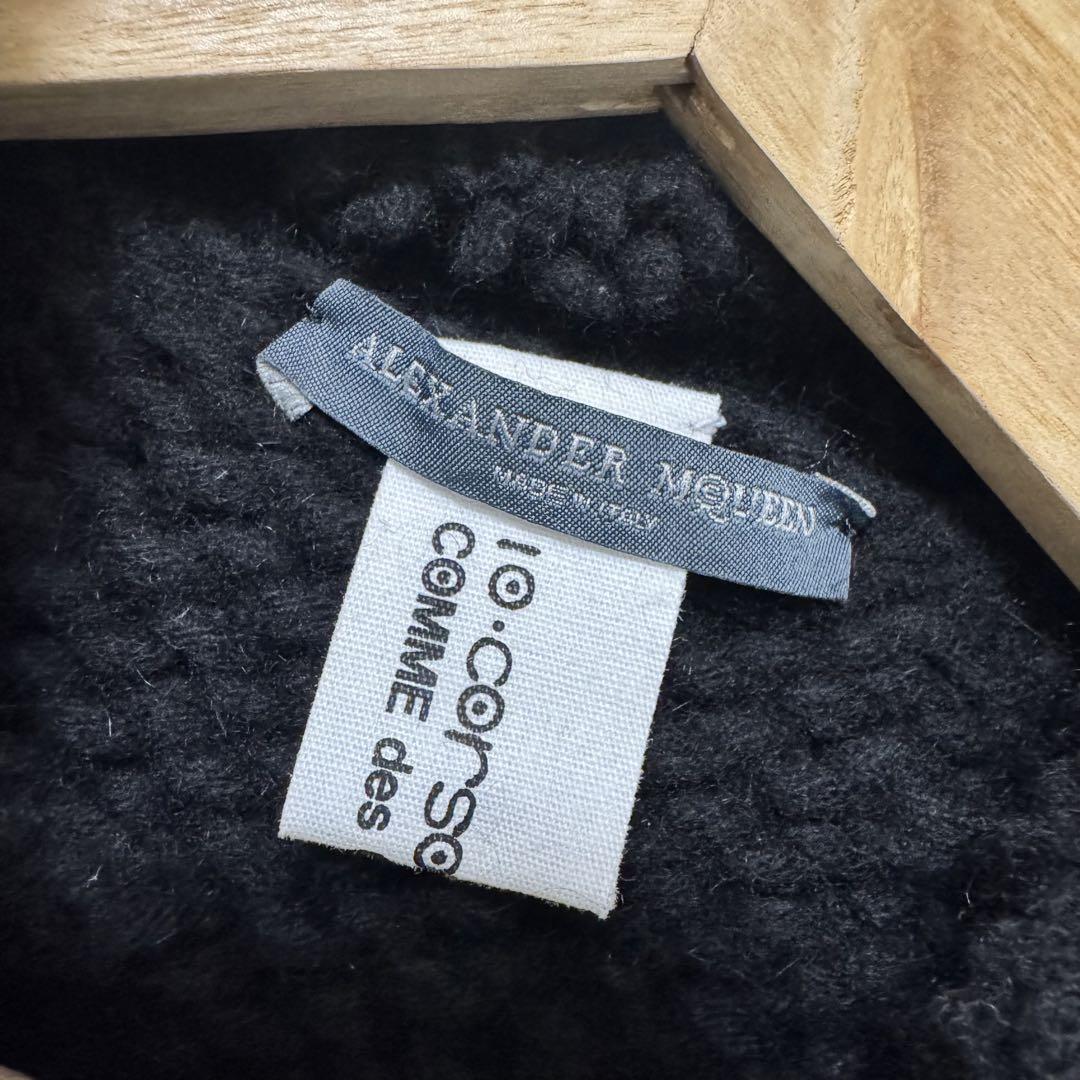 ALEXANDER MCQUEEN
MADE IN ITALY
10·corso
COMME des